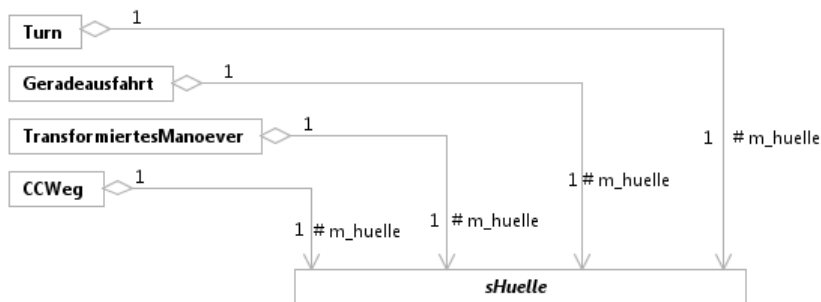 Turn
1
Geradeausfahrt
1
TransformiertesManoever
1
CCWeg
1
1 # m_huelle
1 # m_huelle
1 # m_huelle
1 # m_huelle
sHuelle